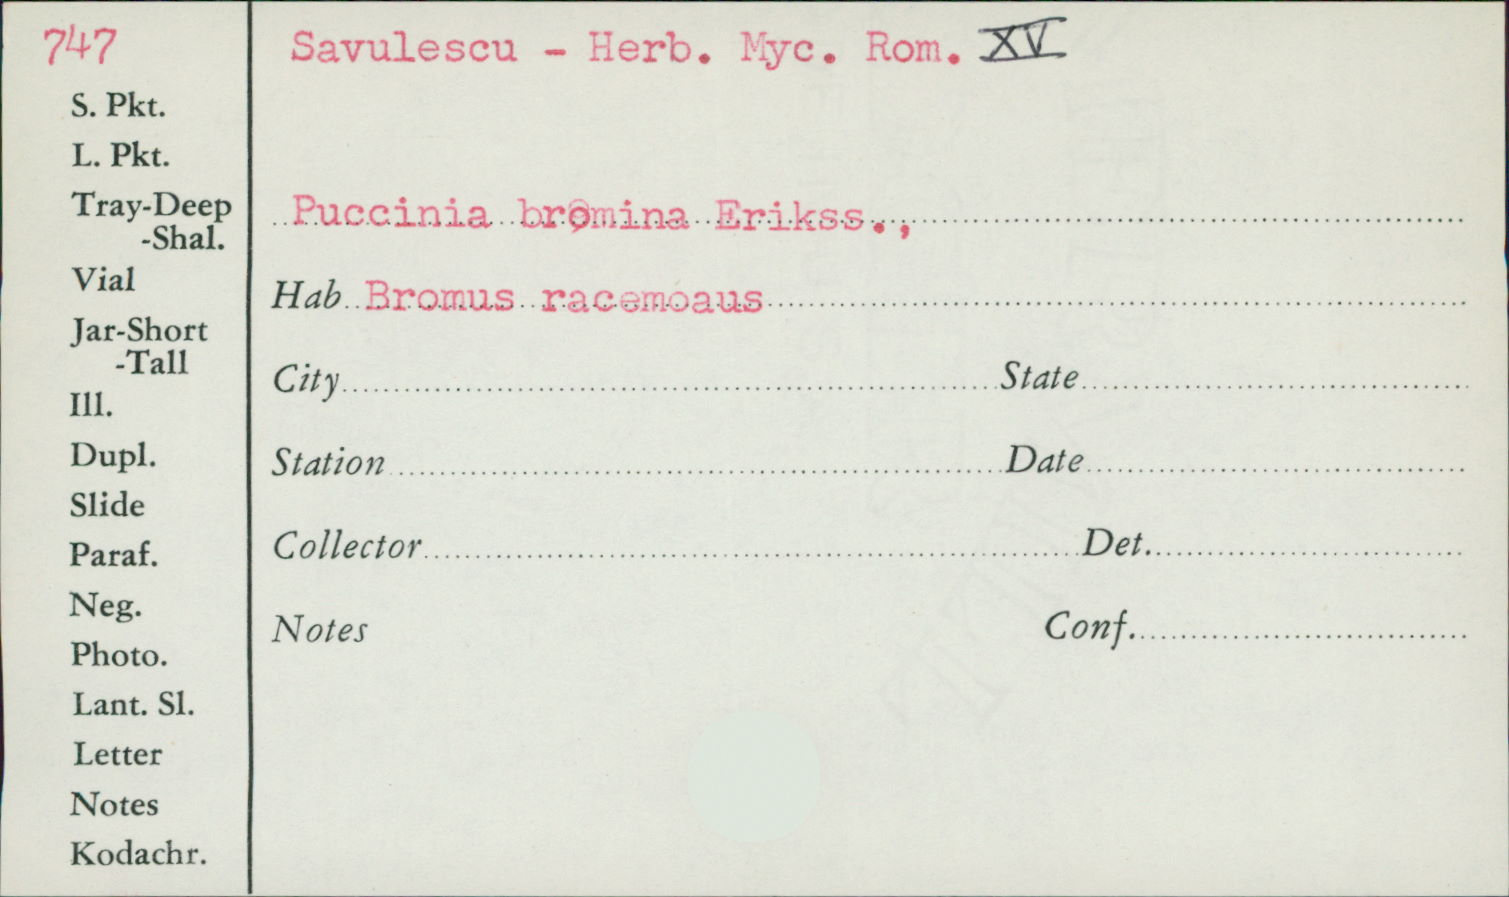 747
Savulescu - Herb. Myc. Rom. XV
S. Pkt.
L. Pkt.
Tray-Deep
-Shal.
Vial
Jar-Short
-Tall
Ill.
Dupl.
Slide
Paraf.
Neg.
Photo.
Lant. Sl.
Letter
Notes
Kodachr.
Puccinia bromina Erikss.,
Hab Bromus racemoaus
City State
Station Date
Collector Det.
Notes Conf.